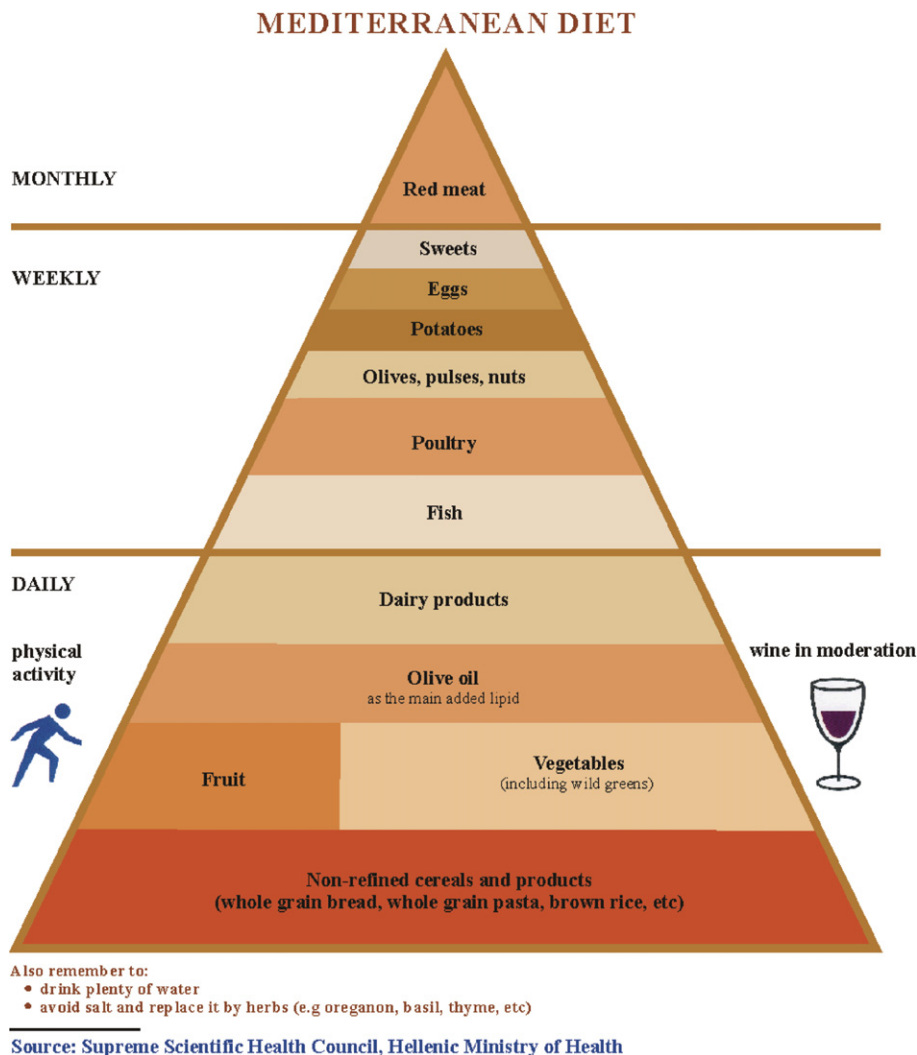 MEDITERRANEAN DIET
MONTHLY
Red meat
WEEKLY
Sweets
Eggs
Potatoes
Olives, pulses, nuts
Poultry
Fish
DAILY
Dairy products
physical
activity
wine in moderation
Olive oil
as the main added lipid
Fruit
Vegetables
(including wild greens)
Non-refined cereals and products
(whole grain bread, whole grain pasta, brown rice, etc)
Also remember to:
• drink plenty of water
• avoid salt and replace it by herbs (e.g oreganon, basil, thyme, etc)
Source: Supreme Scientific Health Council, Hellenic Ministry of Health